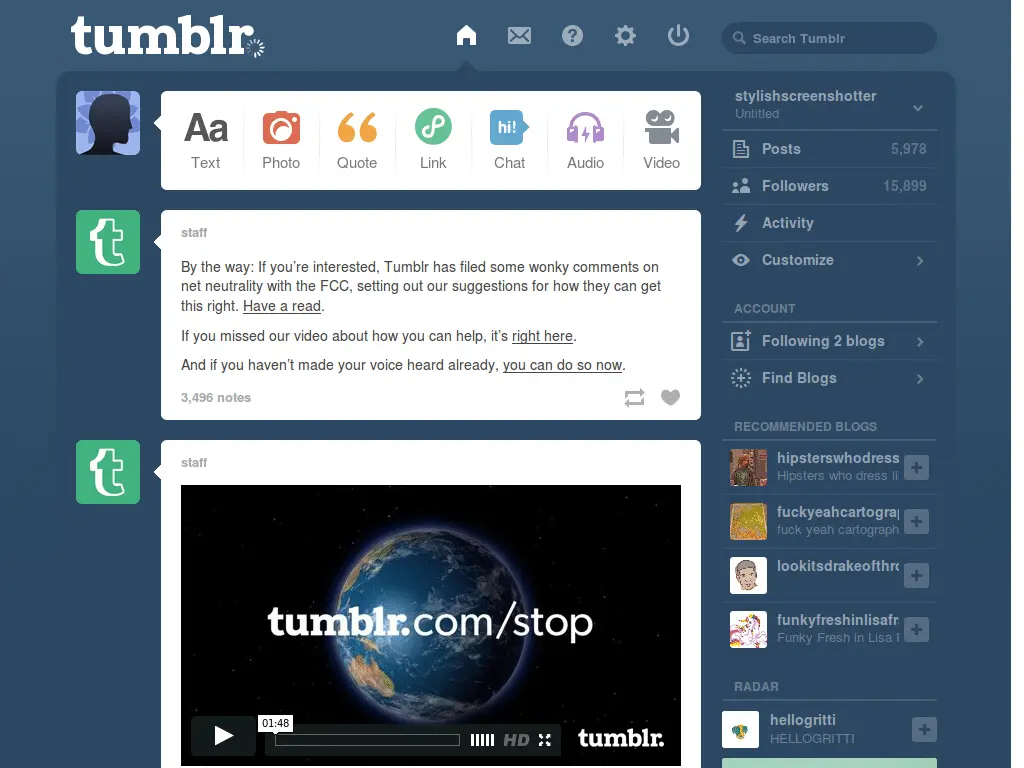 tumblr.
Search Tumblr
Aa
Text
Photo
Quote
Link
hi!
Chat
Audio
Video
staff
By the way: If you're interested, Tumblr has filed some wonky comments on
net neutrality with the FCC, setting out our suggestions for how they can get
this right. Have a read.
If you missed our video about how you can help, it's right here.
And if you haven't made your voice heard already, you can do so now.
3,496 notes
staff
tumblr.com/stop
01:48
HD
tumblr.
stylishscreenshotter
Untitled
Posts 5,978
Followers 15,899
Activity
Customize
ACCOUNT
Following 2 blogs
Find Blogs
RECOMMENDED BLOGS
hipsterswhodress
Hipsters who dress li
fuckyeahcartogra
fuck yeah cartograph
lookitsdrakeofthro
funkyfreshinlisafr
Funky Fresh in Lisa
RADAR
hellogritti
HELLOGRITTI